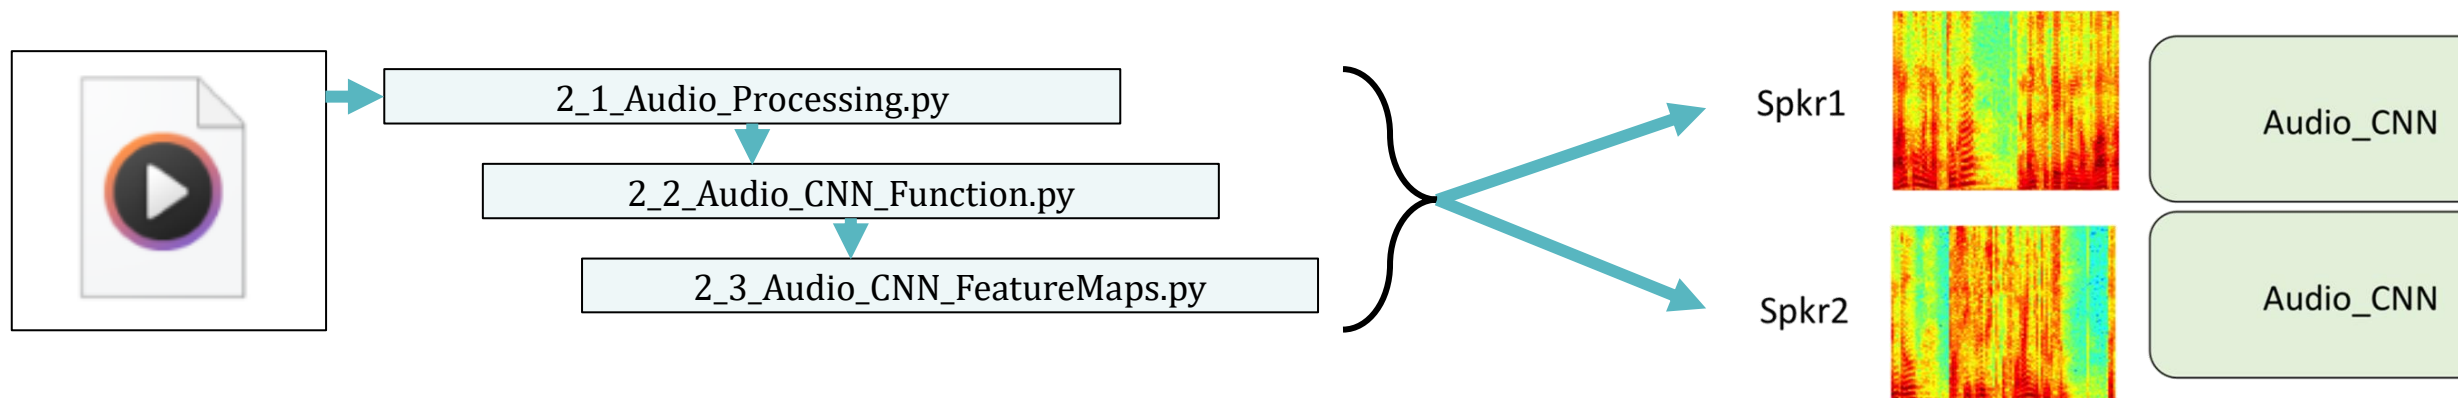 2_1_Audio_Processing.py
2_2_Audio_CNN_Function.py
2_3_Audio_CNN_FeatureMaps.py
Spkr1
Audio_CNN
Spkr2
Audio_CNN